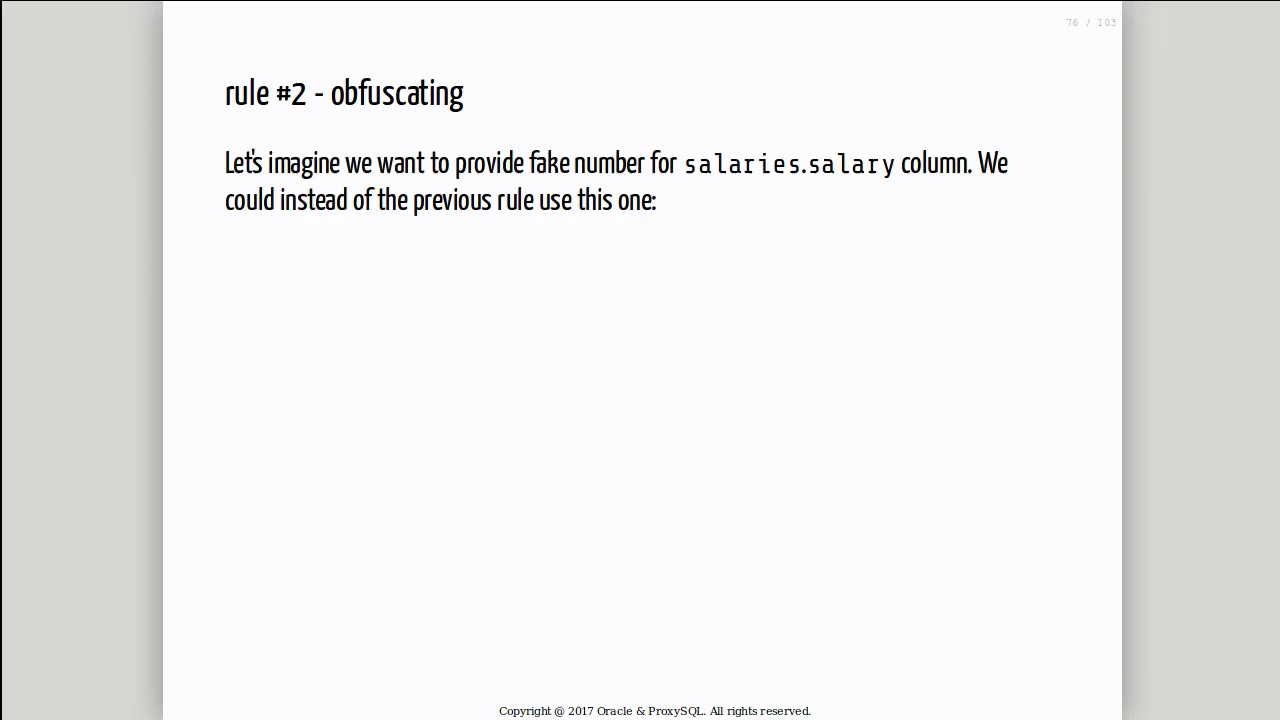 76 / 103
rule #2 - obfuscating
Let's imagine we want to provide fake number for salaries.salary column. We
could instead of the previous rule use this one:
Copyright @ 2017 Oracle & ProxySQL. All rights reserved.